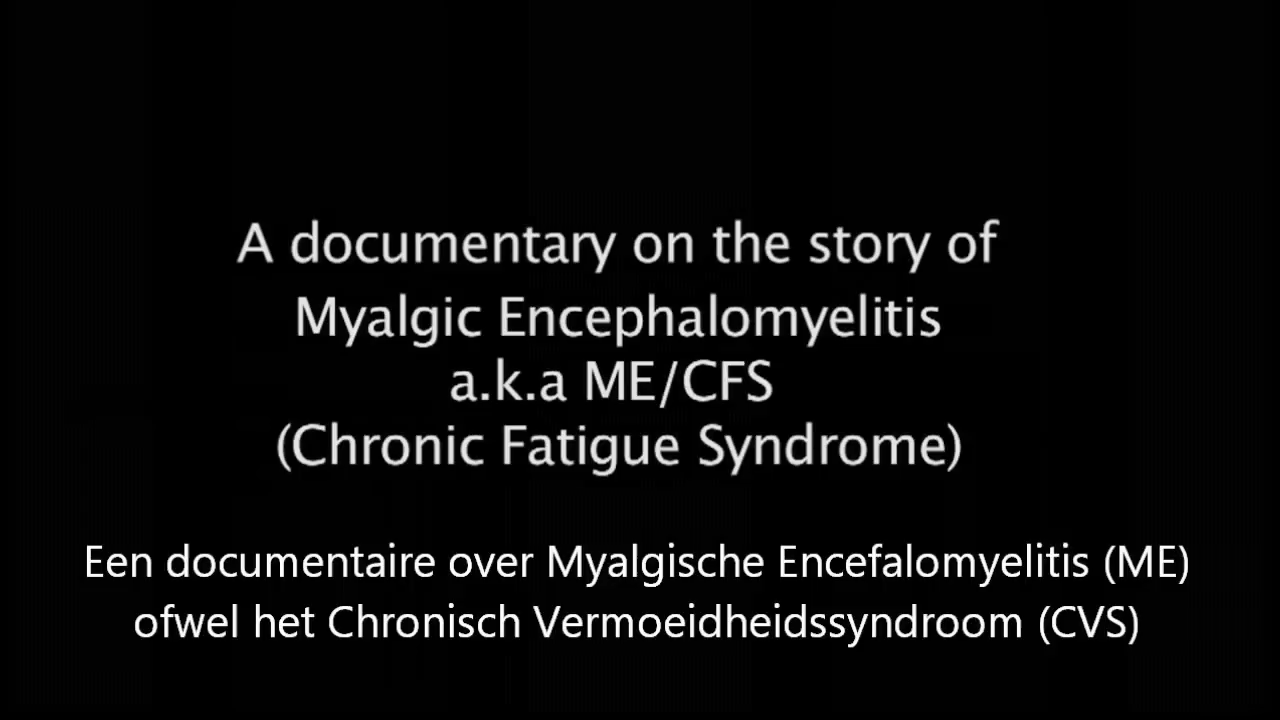 A documentary on the story of
Myalgic Encephalomyelitis
a.k.a ME/CFS
(Chronic Fatigue Syndrome)
Een documentaire over Myalgische Encefalomyelitis (ME)
ofwel het Chronisch Vermoeidheidssyndroom (CVS)